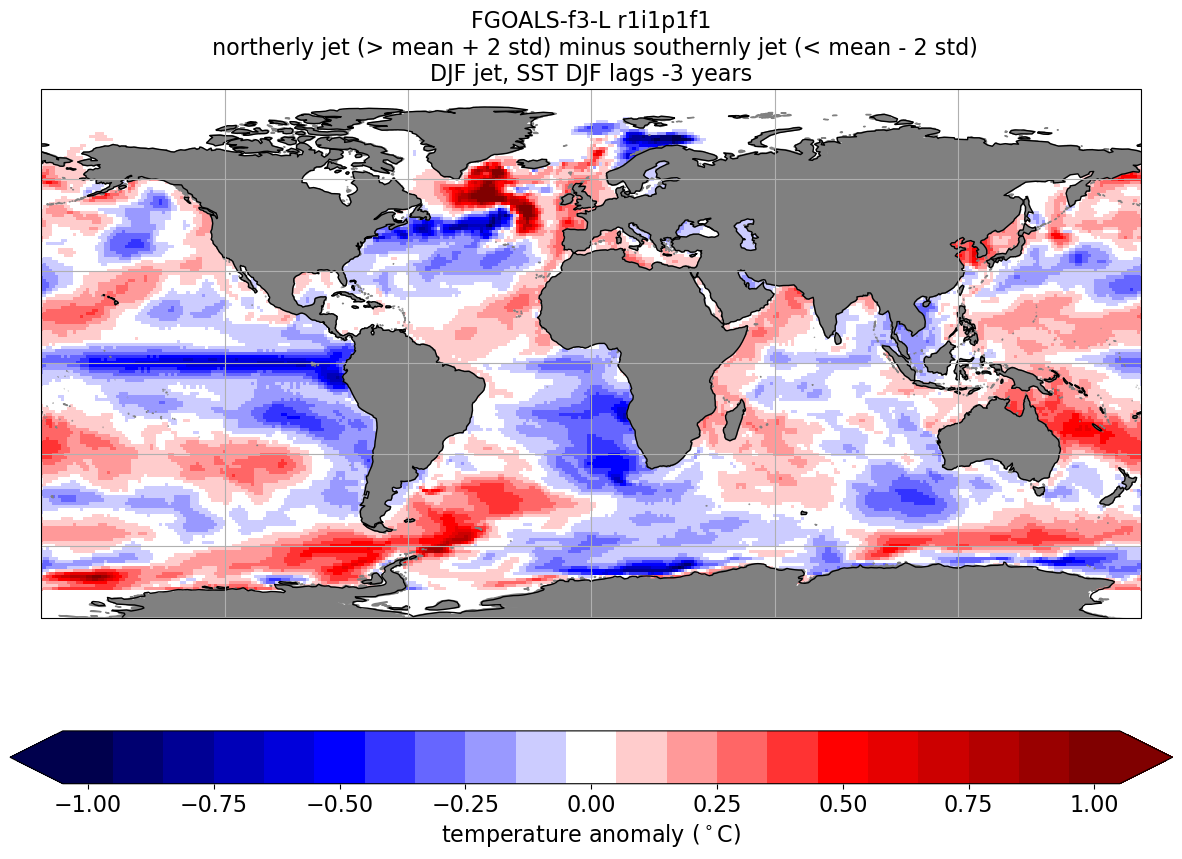 FGOALS-f3-L r1i1p1f1
northerly jet (> mean + 2 std) minus southernly jet (< mean - 2 std)
DJF jet, SST DJF lags -3 years
−1.00 −0.75 −0.50 −0.25 0.00 0.25 0.50 0.75 1.00
temperature anomaly (°C)